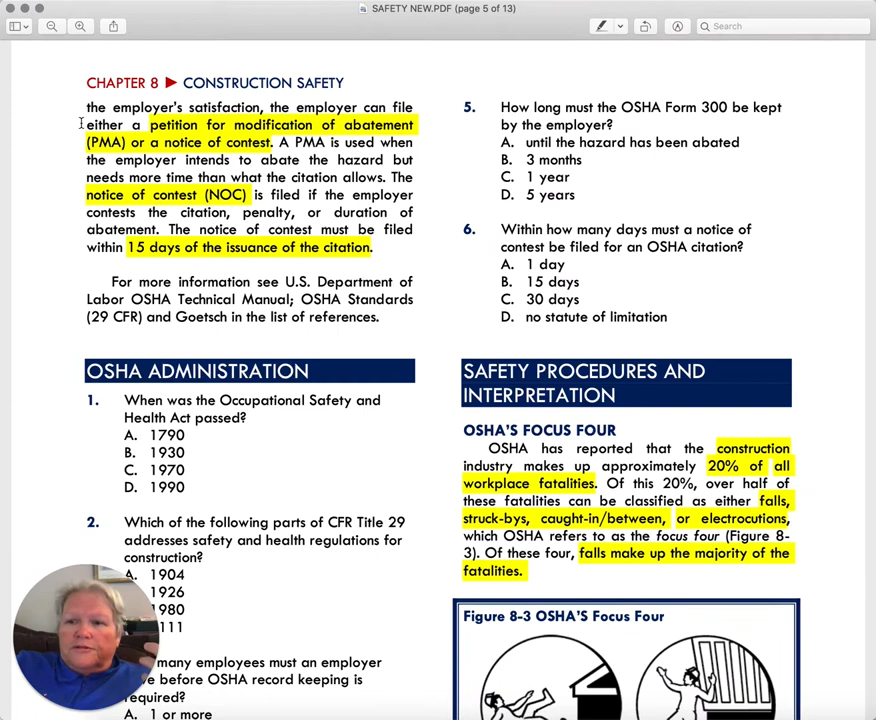 SAFETY NEW.PDF (page 5 of 13)
Search
CHAPTER 8 ► CONSTRUCTION SAFETY
the employer's satisfaction, the employer can file
either a petition for modification of abatement
(PMA) or a notice of contest. A PMA is used when
the employer intends to abate the hazard but
needs more time than what the citation allows. The
notice of contest (NOC) is filed if the employer
contests the citation, penalty, or duration of
abatement. The notice of contest must be filed
within 15 days of the issuance of the citation.
For more information see U.S. Department of
Labor OSHA Technical Manual; OSHA Standards
(29 CFR) and Goetsch in the list of references.
OSHA ADMINISTRATION
1. When was the Occupational Safety and
Health Act passed?
A. 1790
B. 1930
C. 1970
D. 1990
2. Which of the following parts of CFR Title 29
addresses safety and health regulations for
construction?
A. 1904
1926
1980
111
many employees must an employer
before OSHA record keeping is
required?
A. 1 or more
5. How long must the OSHA Form 300 be kept
by the employer?
A. until the hazard has been abated
B. 3 months
C. 1 year
D. 5 years
6. Within how many days must a notice of
contest be filed for an OSHA citation?
A. 1 day
B. 15 days
C. 30 days
D. no statute of limitation
SAFETY PROCEDURES AND
INTERPRETATION
OSHA'S FOCUS FOUR
OSHA has reported that the construction
industry makes up approximately 20% of all
workplace fatalities. Of this 20%, over half of
these fatalities can be classified as either falls,
struck-bys, caught-in/between, or electrocutions,
which OSHA refers to as the focus four (Figure 8-
3). Of these four, falls make up the majority of the
fatalities.
Figure 8-3 OSHA'S Focus Four